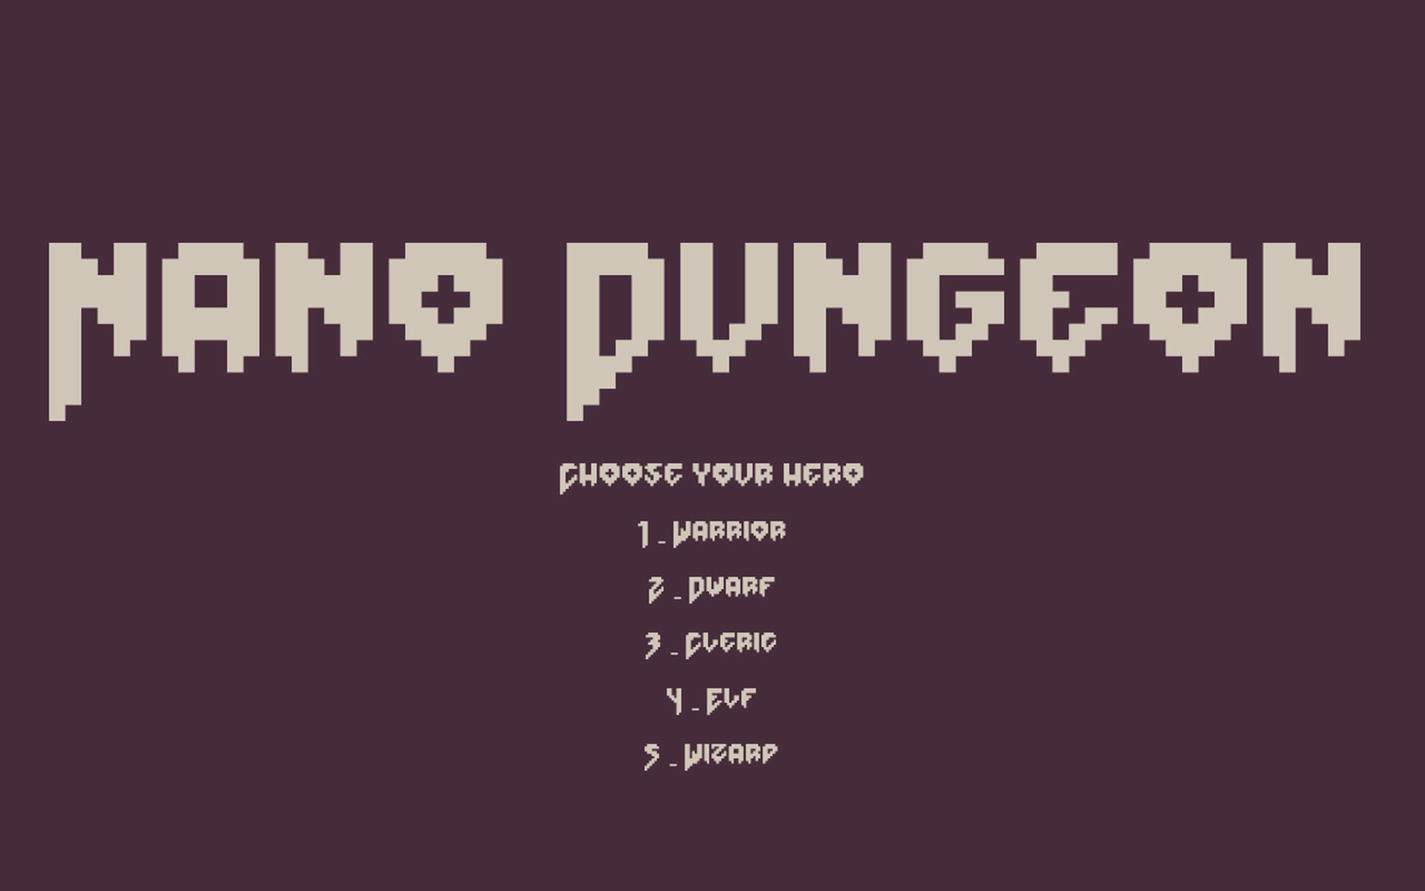 NANO DUNGEON
CHOOSE YOUR HERO
1 - WARRIOR
2 - DWARF
3 - CLERIC
4 - ELF
5 - WIZARD